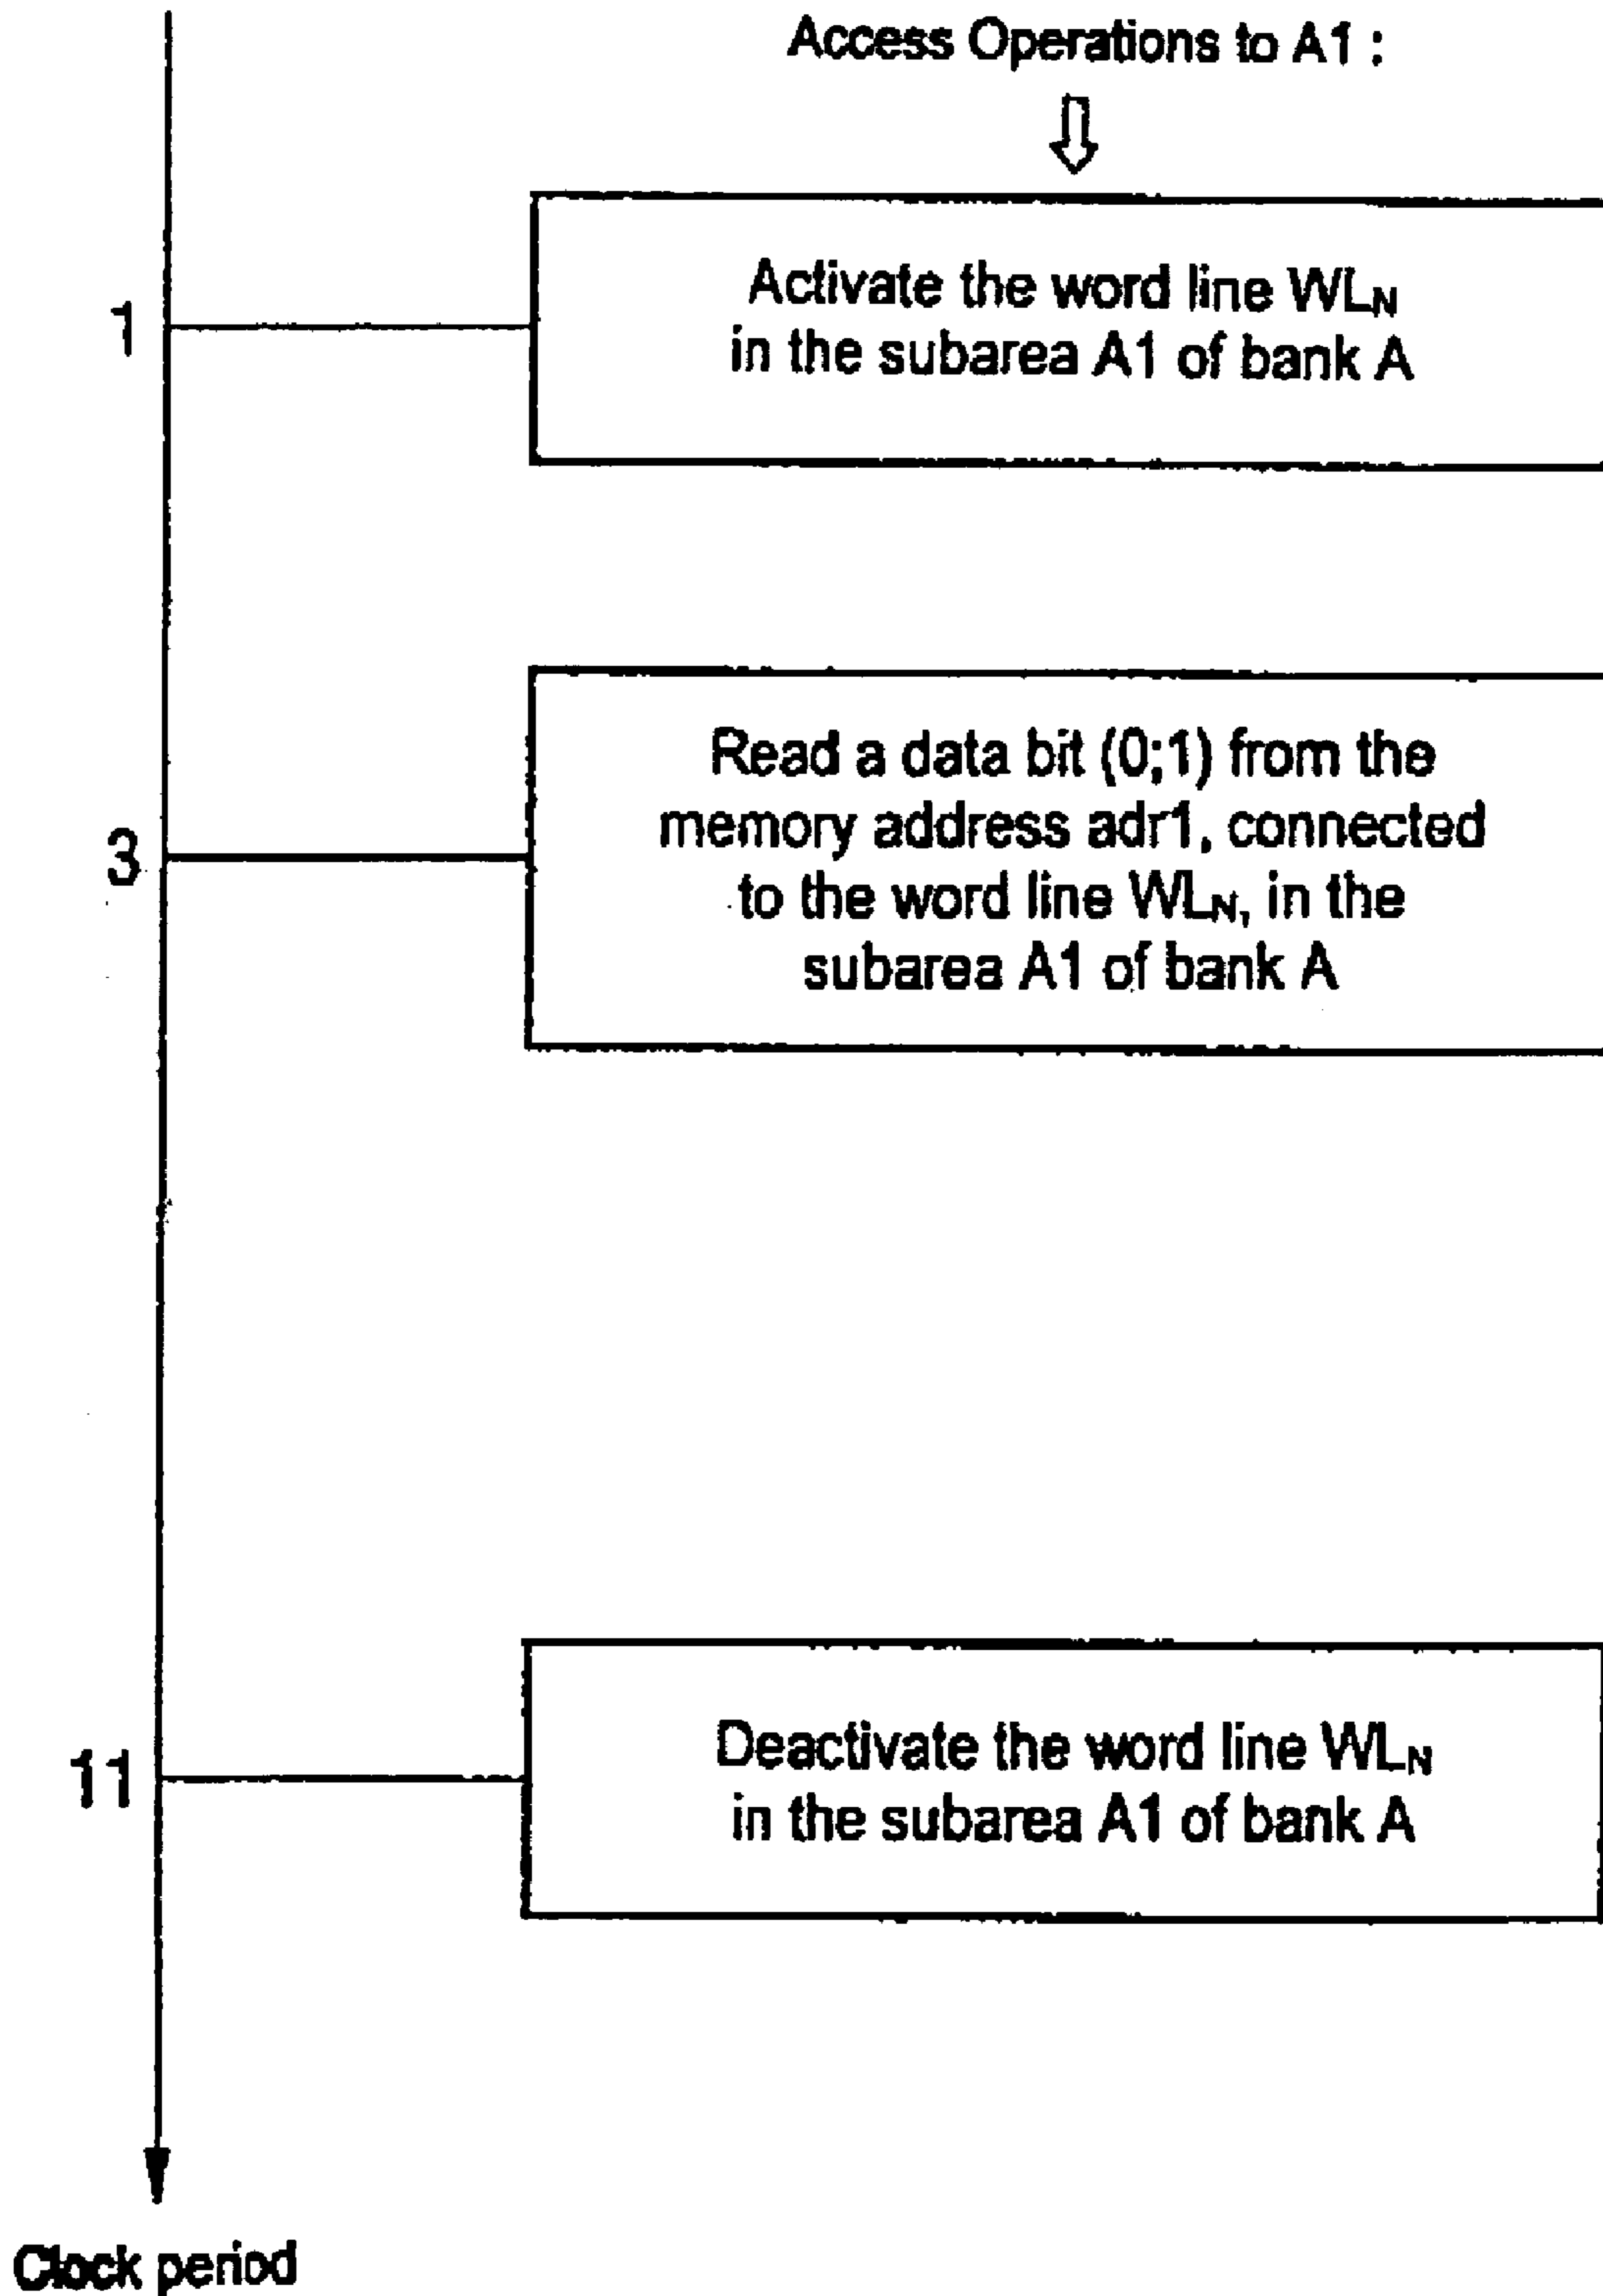 Access Operations to A1 :
1
Activate the word line WLN
in the subarea A1 of bank A
3
Read a data bit (0;1) from the
memory address adr1, connected
to the word line WLN, in the
subarea A1 of bank A
11
Deactivate the word line WLN
in the subarea A1 of bank A
Clock period